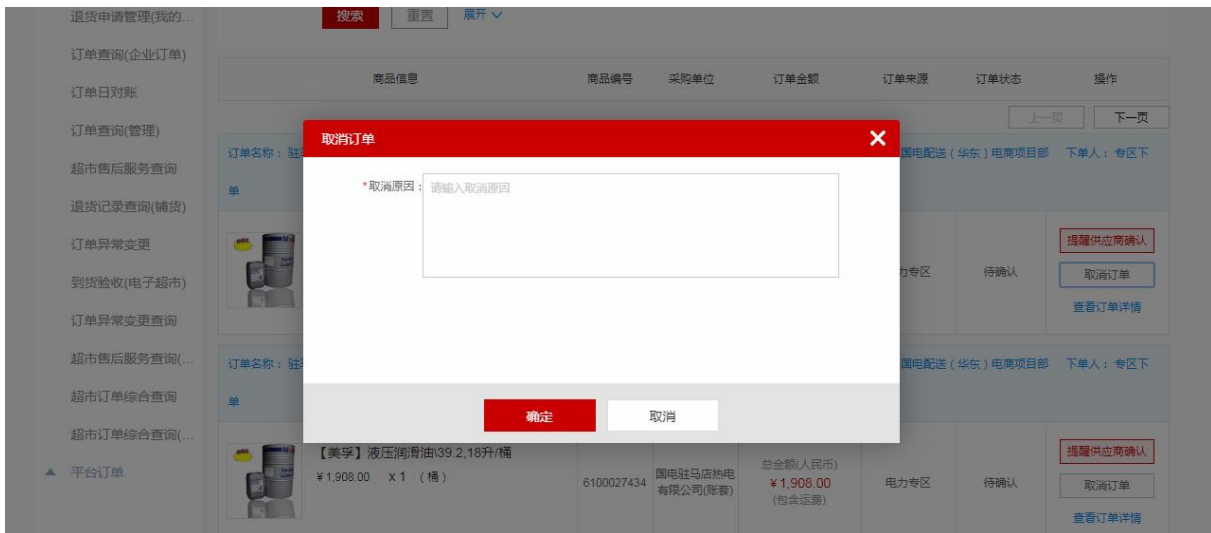 退货申请管理(我的...
搜索 重置 展开
订单查询(企业订单)
商品信息 商品编号 采购单位 订单金额 订单来源 订单状态 操作
订单日对账
上一页 下一页
订单查询(管理)
取消订单
订单名称： 驻 国电配送（华东）电商项目部 下单人： 专区下
单
超市售后服务查询
*取消原因： 请输入取消原因
退货记录查询(铺货)
订单异常变更
提醒供应商确认
力专区 待确认 取消订单
到货验收(电子超市)
查看订单详情
订单异常变更查询
超市售后服务查询(...
订单名称： 驻 国电配送（华东）电商项目部 下单人： 专区下
单
超市订单综合查询
确定 取消
超市订单综合查询(...
【美孚】液压润滑油\39.2,18升/桶
提醒供应商确认
平台订单
￥1,908.00 x 1 （桶）
6100027434
国电驻马店热电
有限公司(账套)
总金额(人民币)
￥1,908.00
(包含运费)
电力专区 待确认 取消订单
查看订单详情